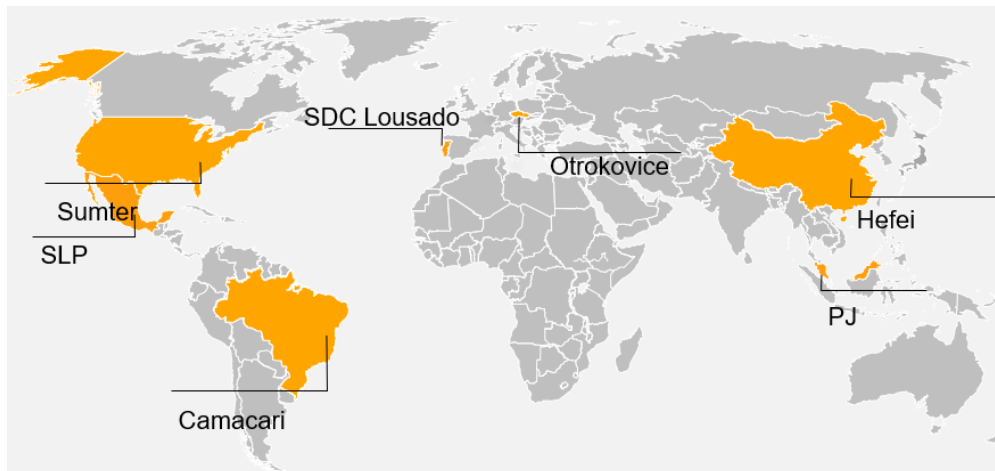 SDC Lousado
Otrokovice
Sumter
Hefei
SLP
PJ
Camacari